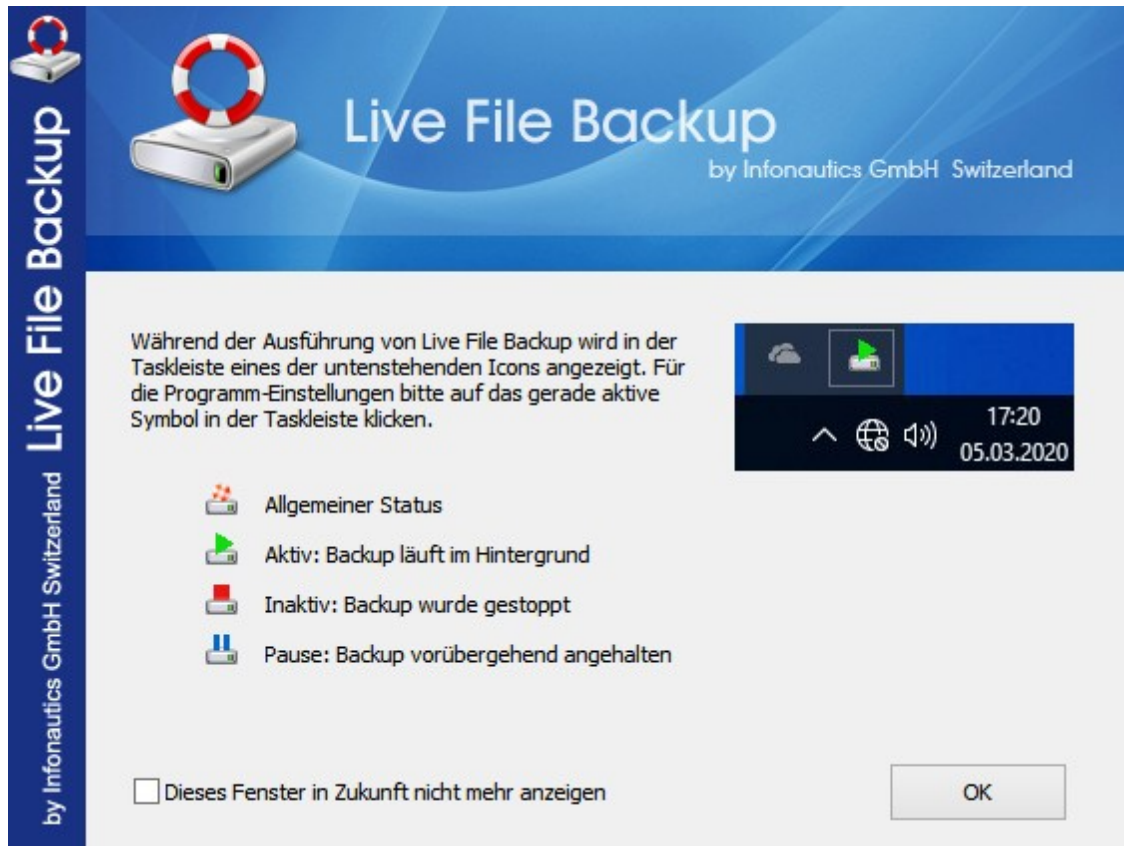 Live File Backup
by Infonautics GmbH Switzerland
by Infonautics GmbH Switzerland Live File Backup
Während der Ausführung von Live File Backup wird in der
Taskleiste eines der untenstehenden Icons angezeigt. Für
die Programm-Einstellungen bitte auf das gerade aktive
Symbol in der Taskleiste klicken.
17:20
05.03.2020
Allgemeiner Status
Aktiv: Backup läuft im Hintergrund
Inaktiv: Backup wurde gestoppt
Pause: Backup vorübergehend angehalten
Dieses Fenster in Zukunft nicht mehr anzeigen
OK